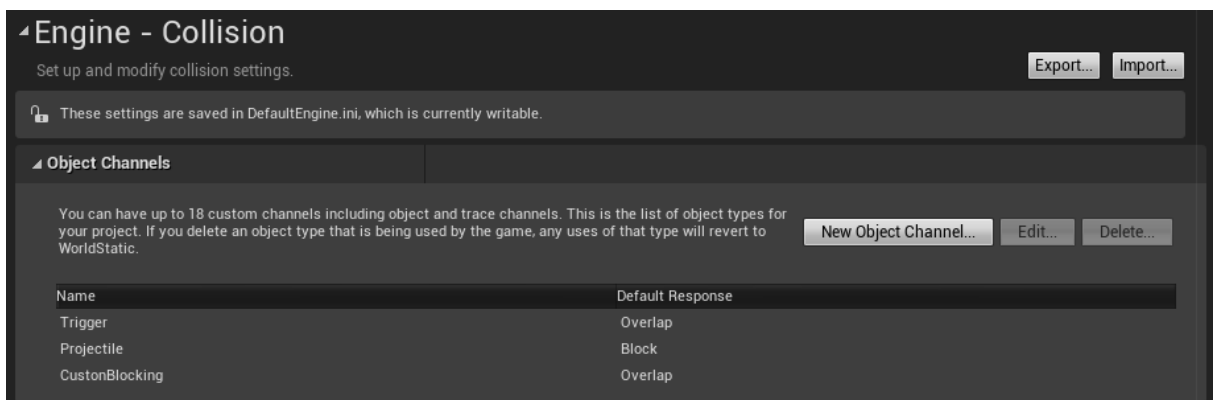 Engine - Collision
Set up and modify collision settings.
Export...
Import...
These settings are saved in DefaultEngine.ini, which is currently writable.
Object Channels
You can have up to 18 custom channels including object and trace channels. This is the list of object types for
your project. If you delete an object type that is being used by the game, any uses of that type will revert to
WorldStatic.
New Object Channel...
Edit...
Delete...
Name Default Response
Trigger Overlap
Projectile Block
CustonBlocking Overlap